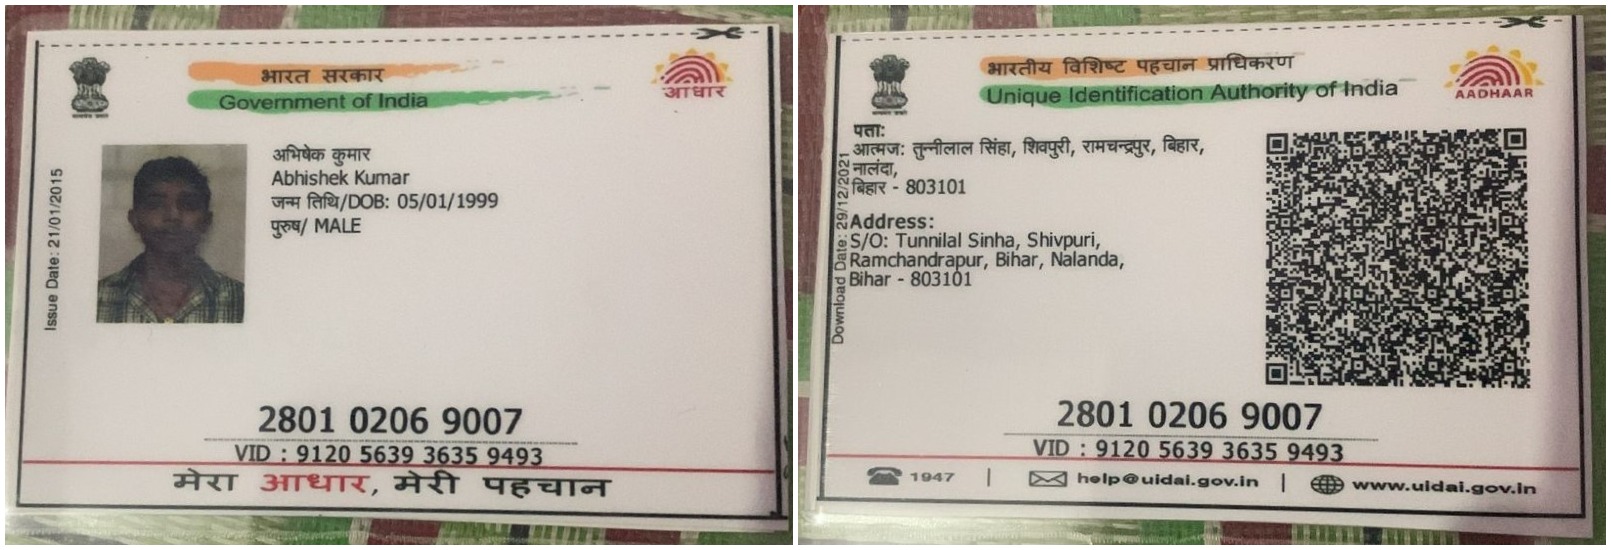 भारत सरकार
Government of India
आधार
Issue Date: 21/01/2015
अभिषेक कुमार
Abhishek Kumar
जन्म तिथि/DOB: 05/01/1999
पुरुष/ MALE
2801 0206 9007
VID : 9120 5639 3635 9493
मेरा आधार, मेरी पहचान
भारतीय विशिष्ट पहचान प्राधिकरण
Unique Identification Authority of India
AADHAAR
Download Date: 29/12/2021
पता:
आत्मज: तुन्नीलाल सिंहा, शिवपुरी, रामचन्द्रपुर, बिहार,
नालंदा,
बिहार - 803101
Address:
S/O: Tunnilal Sinha, Shivpuri,
Ramchandrapur, Bihar, Nalanda,
Bihar - 803101
2801 0206 9007
VID : 9120 5639 3635 9493
1947 | help@uidai.gov.in | www.uidai.gov.in